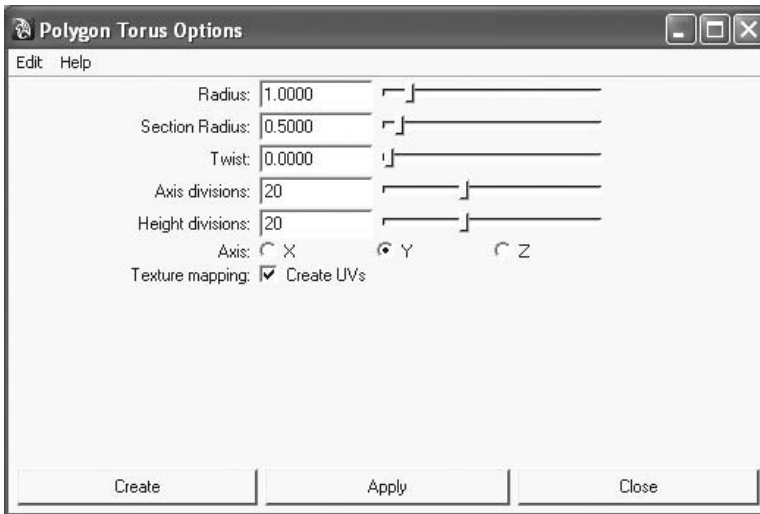 Polygon Torus Options
Edit Help
Radius: 1.0000
Section Radius: 0.5000
Twist: 0.0000
Axis divisions: 20
Height divisions: 20
Axis: X Y Z
Texture mapping: Create UVs
Create Apply Close